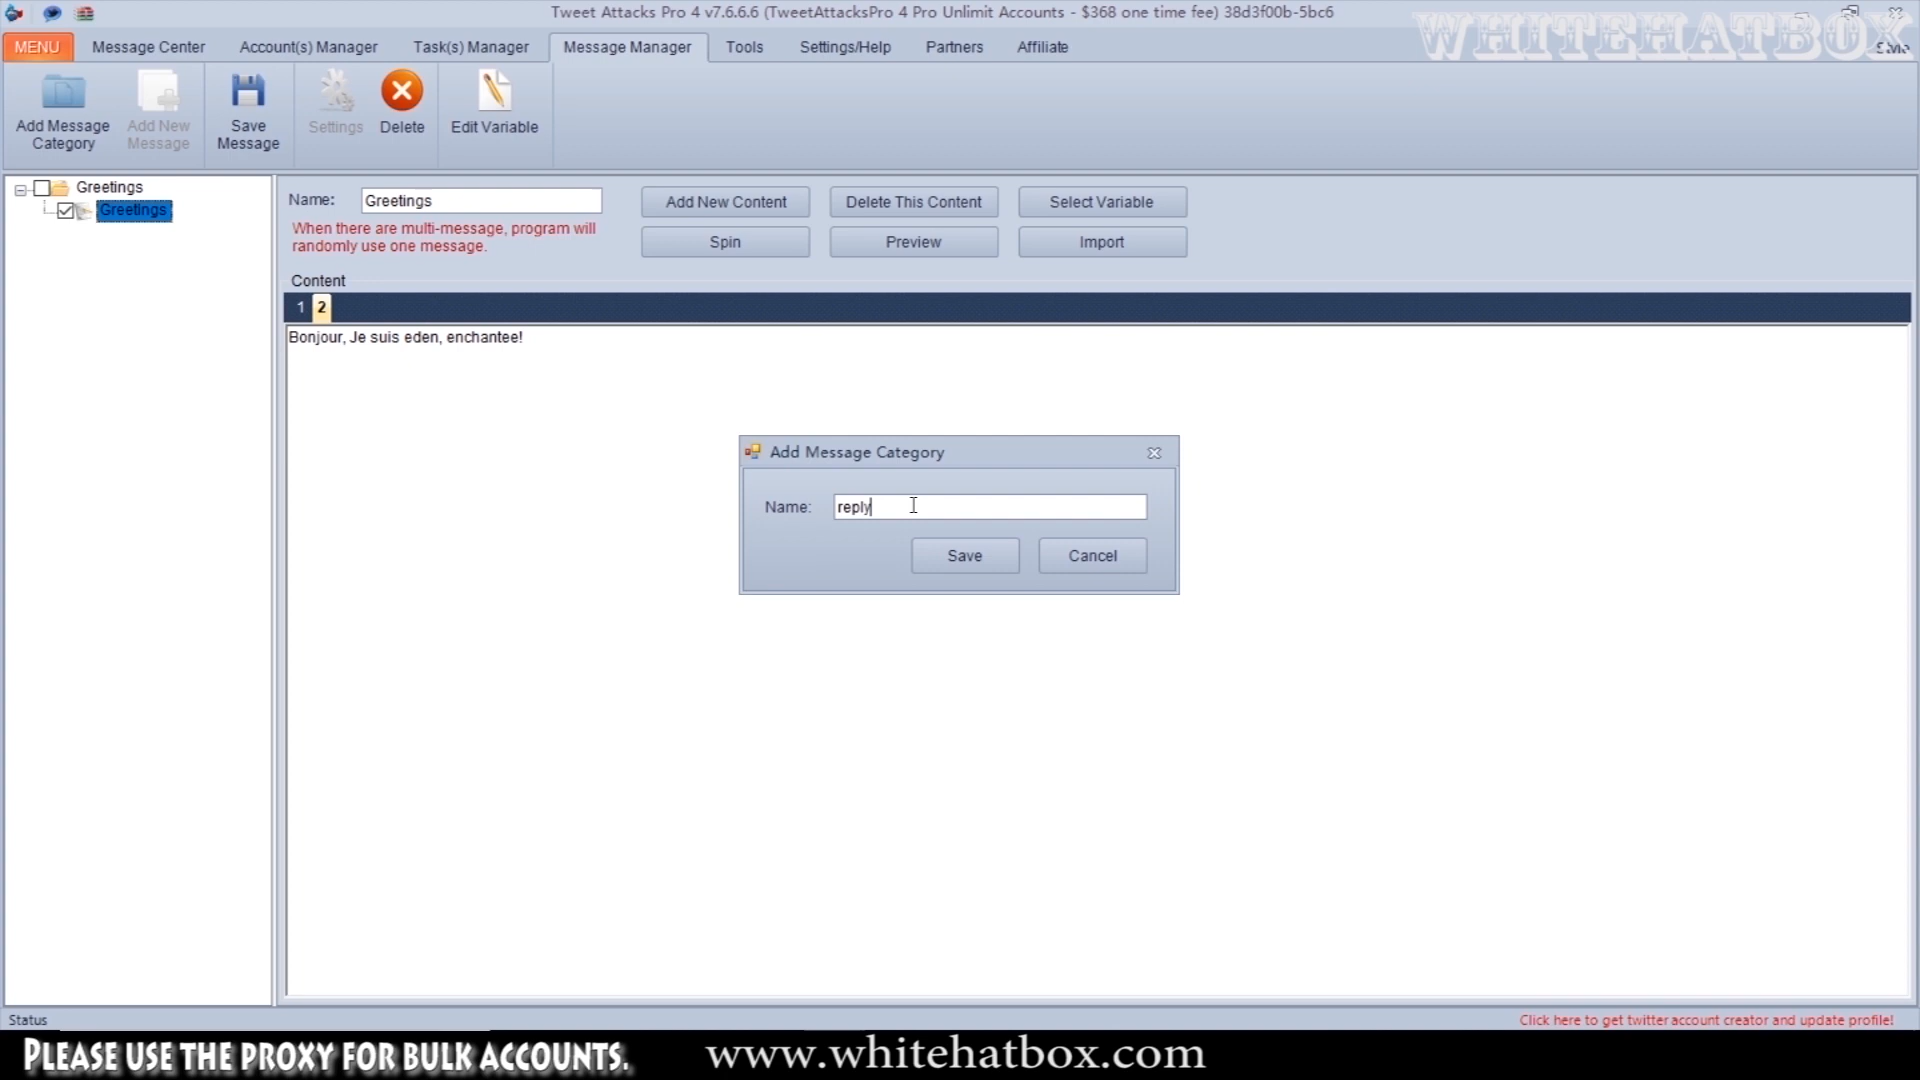 Tweet Attacks Pro 4 v7.6.6.6 (TweetAttacksPro 4 Pro Unlimit Accounts - $368 one time fee) 38d3f00b-5bc6
WHITEHATBOX
MENU Message Center Account(s) Manager Task(s) Manager Message Manager Tools Settings/Help Partners Affiliate Style
Add Message Category
Add New Message
Save Message
Settings
Delete
Edit Variable
Greetings
Greetings
Name: Greetings
When there are multi-message, program will
randomly use one message.
Add New Content Delete This Content Select Variable
Spin Preview Import
Content
1 2
Bonjour, Je suis eden, enchantee!
Add Message Category
Name: reply
Save Cancel
Status
Click here to get twitter account creator and update profile!
PLEASE USE THE PROXY FOR BULK ACCOUNTS.
www.whitehatbox.com